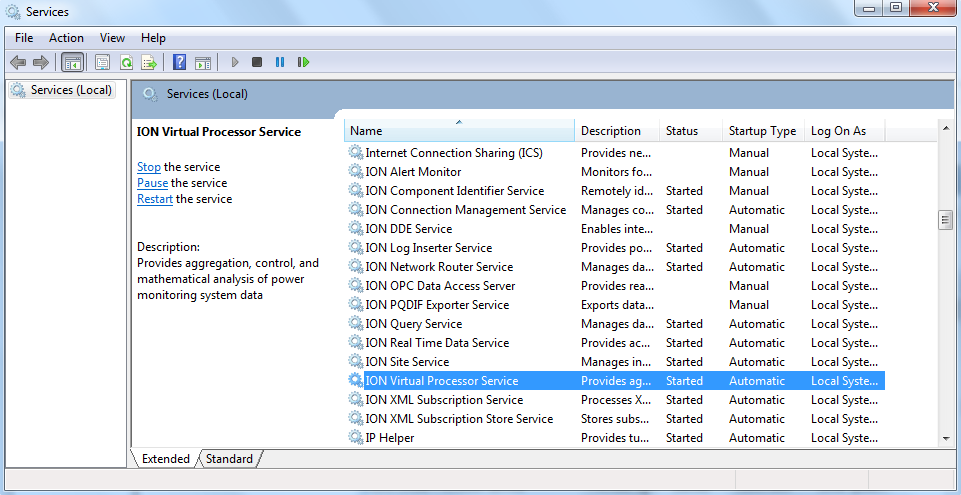 Services
File Action View Help
Services (Local)
Services (Local)
ION Virtual Processor Service
Stop the service
Pause the service
Restart the service
Description:
Provides aggregation, control, and
mathematical analysis of power
monitoring system data
Name Description Status Startup Type Log On As
Internet Connection Sharing (ICS) Provides ne... Manual Local Syste...
ION Alert Monitor Monitors fo... Manual Local Syste...
ION Component Identifier Service Remotely id... Started Manual Local Syste...
ION Connection Management Service Manages co... Started Automatic Local Syste...
ION DDE Service Enables inte... Manual Local Syste...
ION Log Inserter Service Provides po... Started Automatic Local Syste...
ION Network Router Service Manages da... Started Automatic Local Syste...
ION OPC Data Access Server Provides rea... Manual Local Syste...
ION PQDIF Exporter Service Exports data... Manual Local Syste...
ION Query Service Manages da... Started Automatic Local Syste...
ION Real Time Data Service Provides ac... Started Automatic Local Syste...
ION Site Service Manages in... Started Automatic Local Syste...
ION Virtual Processor Service Provides ag... Started Automatic Local Syste...
ION XML Subscription Service Processes X... Started Automatic Local Syste...
ION XML Subscription Store Service Stores subs... Started Automatic Local Syste...
IP Helper Provides tu... Started Automatic Local Syste...
Extended Standard